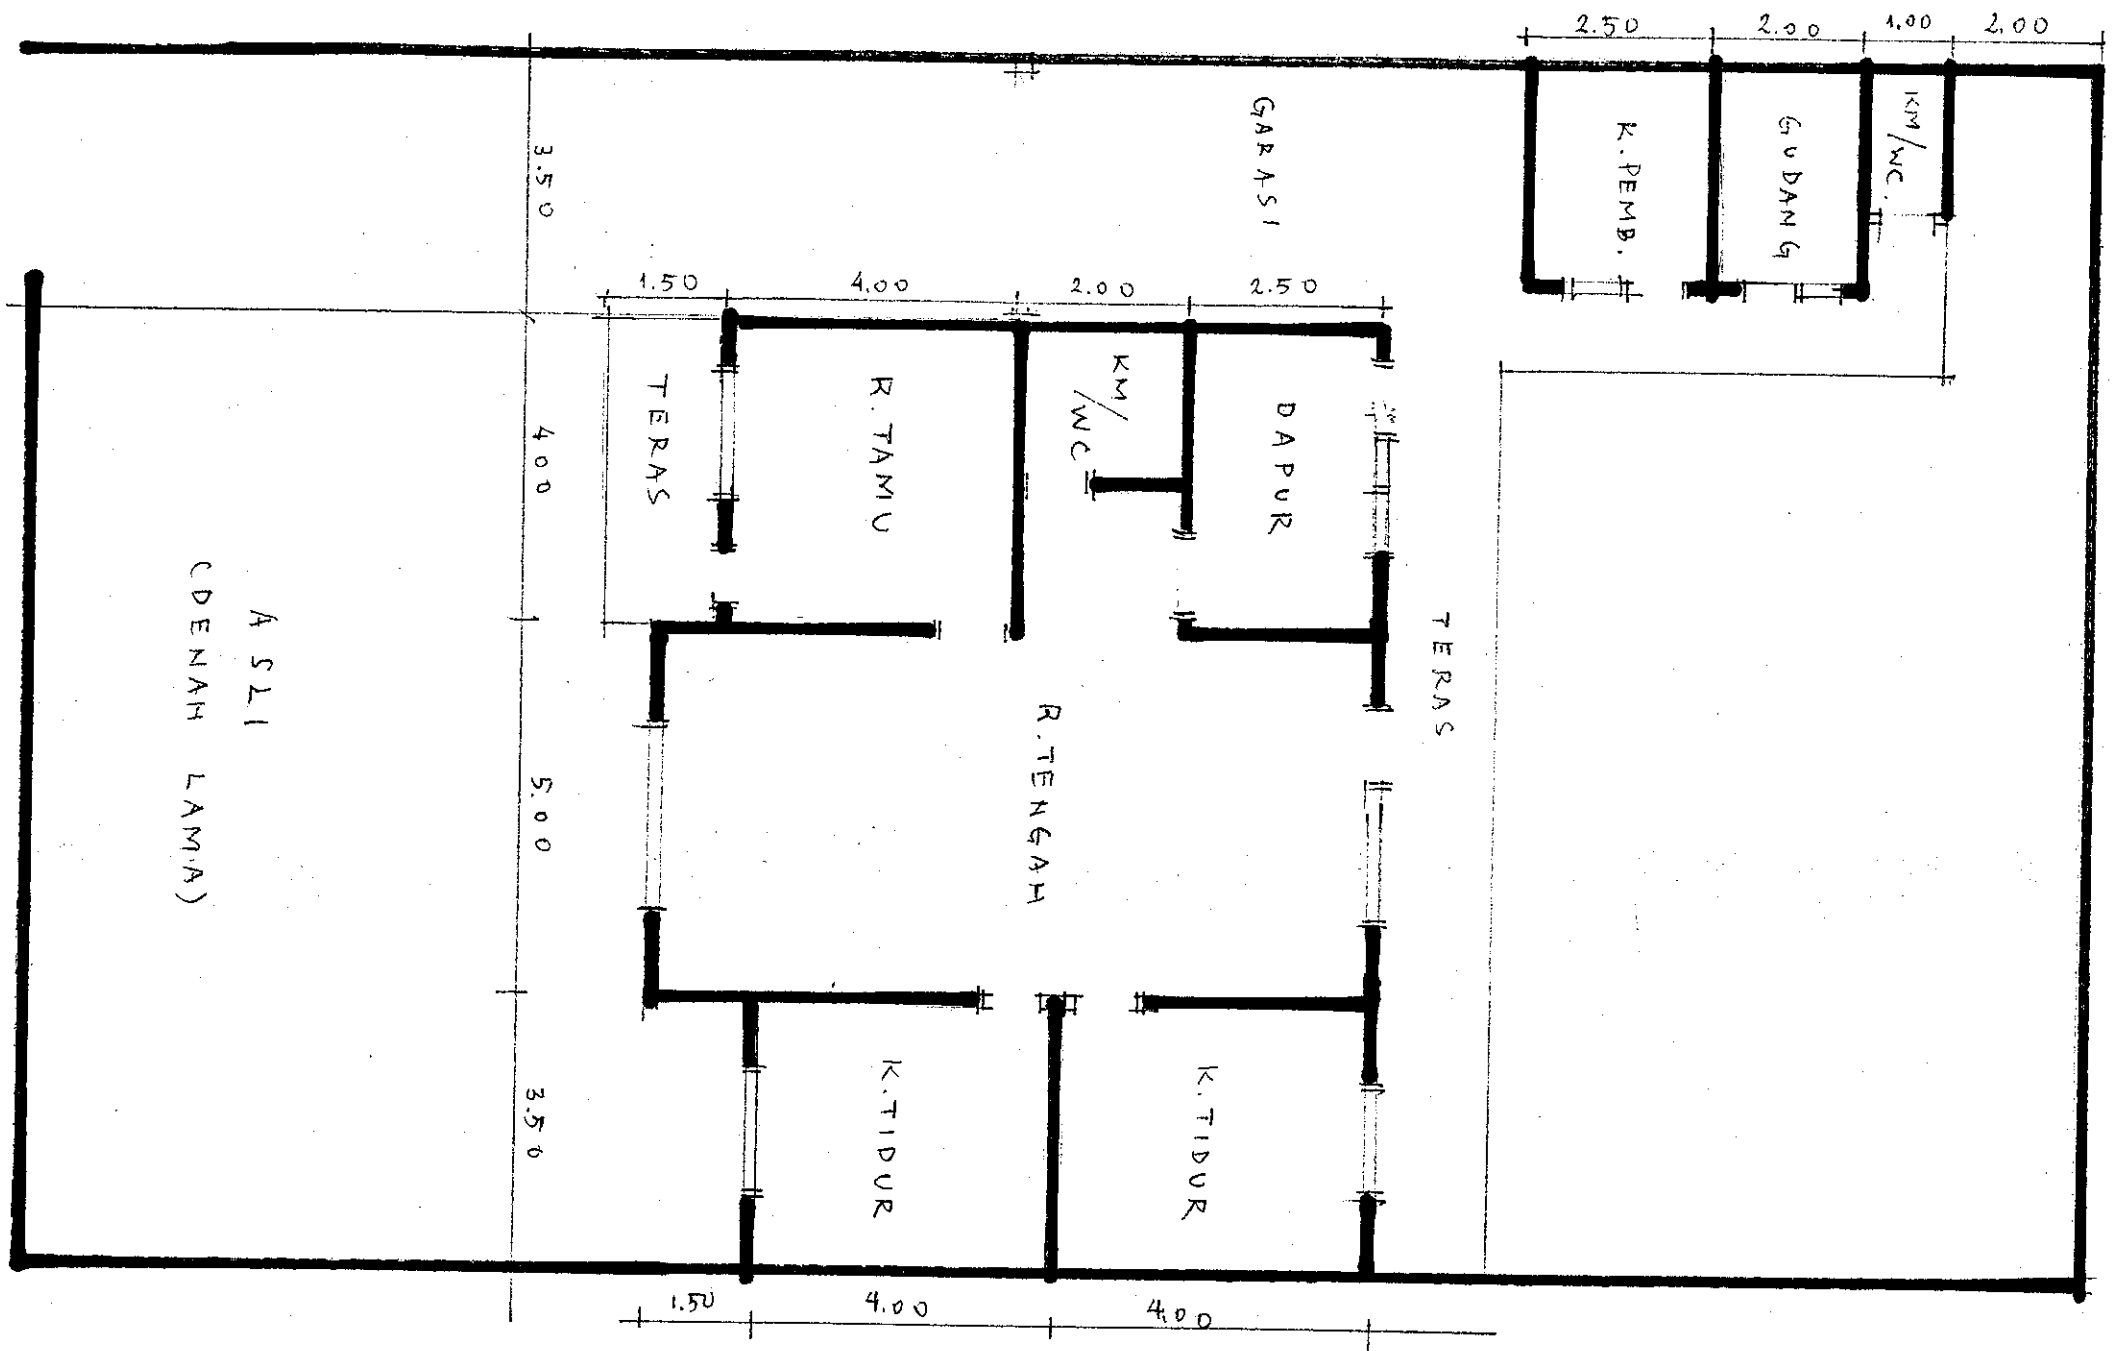 2.50
2.00
1.00
2.00
K. PEMB.
GUDANG
KM/WC.
GARASI
3.50
1.50
4.00
2.00
2.50
TERAS
R. TAMU
KM/
WC
DAPUR
4 00
TERAS
R. TENGAH
5.00
ASLI
(DENAH LAMA)
K. TIDUR
K. TIDUR
3.50
1.50
4.00
4.00